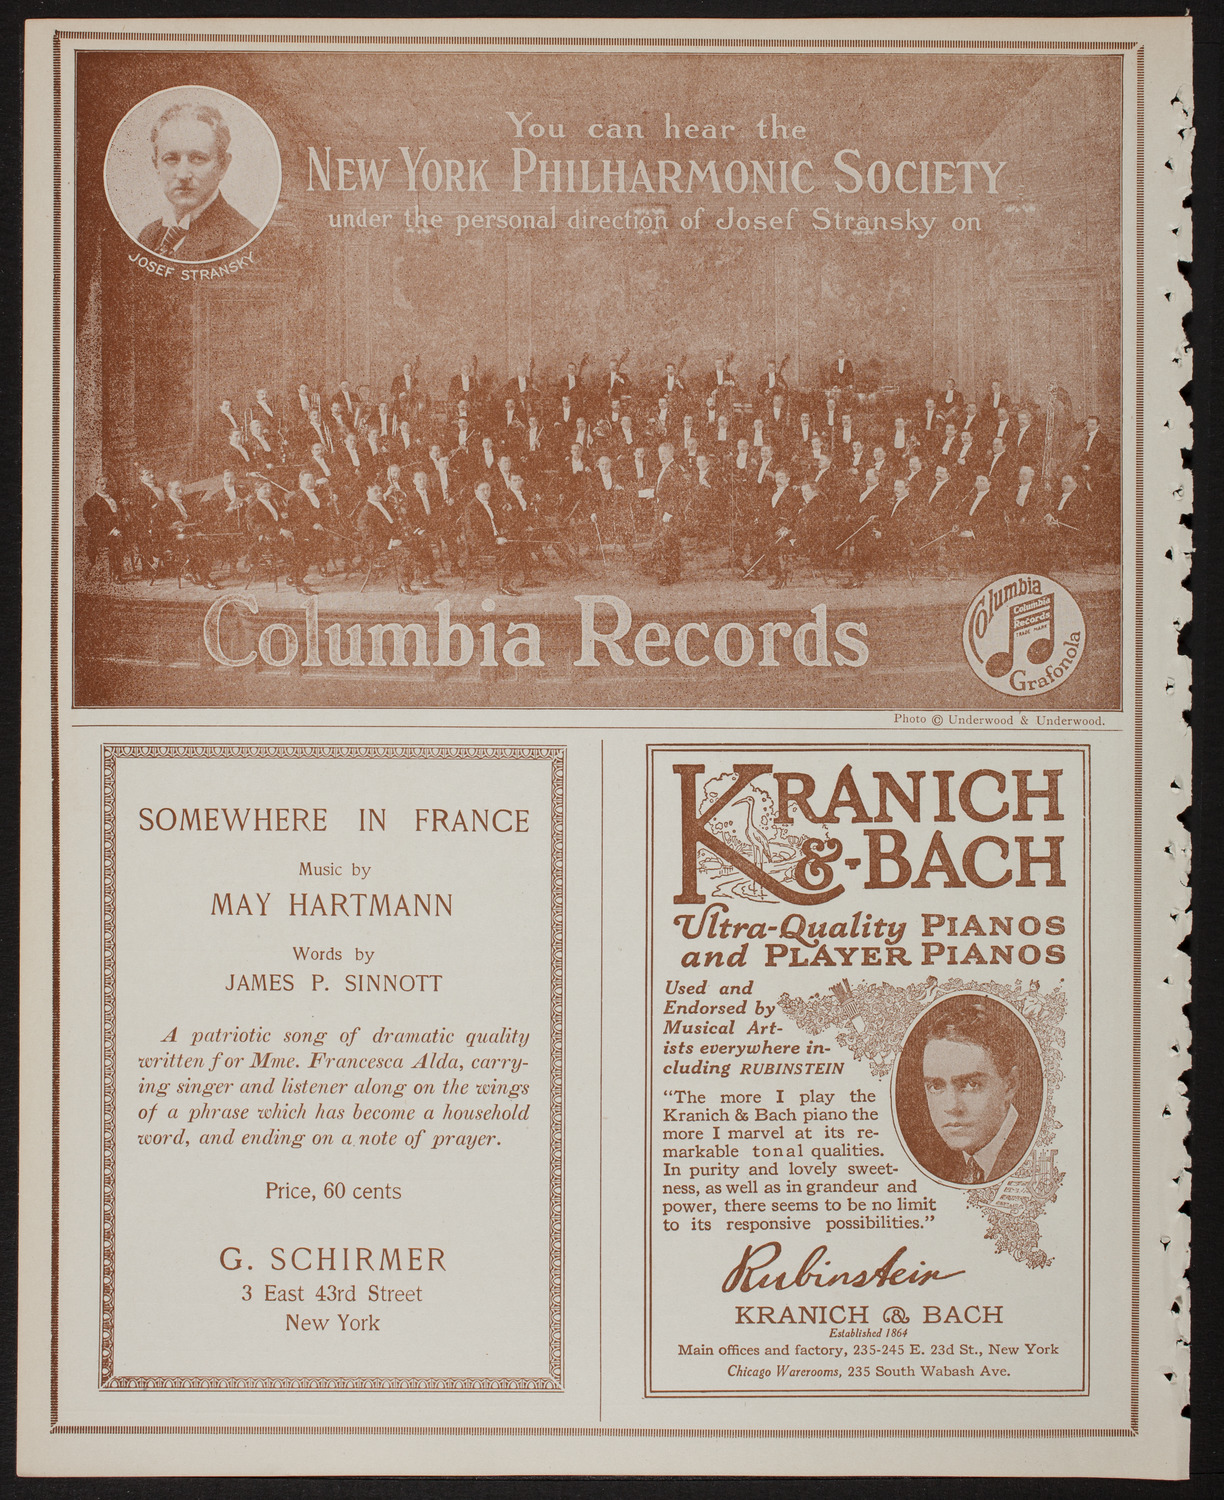 You can hear the
NEW YORK PHILHARMONIC SOCIETY
under the personal direction of Josef Stransky on
JOSEF STRANSKY
Columbia Records
Columbia
Columbia
Records
TRADE MARK
Grafonola
Photo © Underwood & Underwood.
SOMEWHERE IN FRANCE
Music by
MAY HARTMANN
Words by
JAMES P. SINNOTT
A patriotic song of dramatic quality
written for Mme. Francesca Alda, carry-
ing singer and listener along on the wings
of a phrase which has become a household
word, and ending on a note of prayer.
Price, 60 cents
G. SCHIRMER
3 East 43rd Street
New York
KRANICH
&-BACH
Ultra-Quality PIANOS
and PLAYER PIANOS
Used and
Endorsed by
Musical Art-
ists everywhere in-
cluding RUBINSTEIN
“The more I play the
Kranich & Bach piano the
more I marvel at its re-
markable tonal qualities.
In purity and lovely sweet-
ness, as well as in grandeur and
power, there seems to be no limit
to its responsive possibilities.”
Rubinstein
KRANICH & BACH
Established 1864
Main offices and factory, 235-245 E. 23d St., New York
Chicago Warerooms, 235 South Wabash Ave.